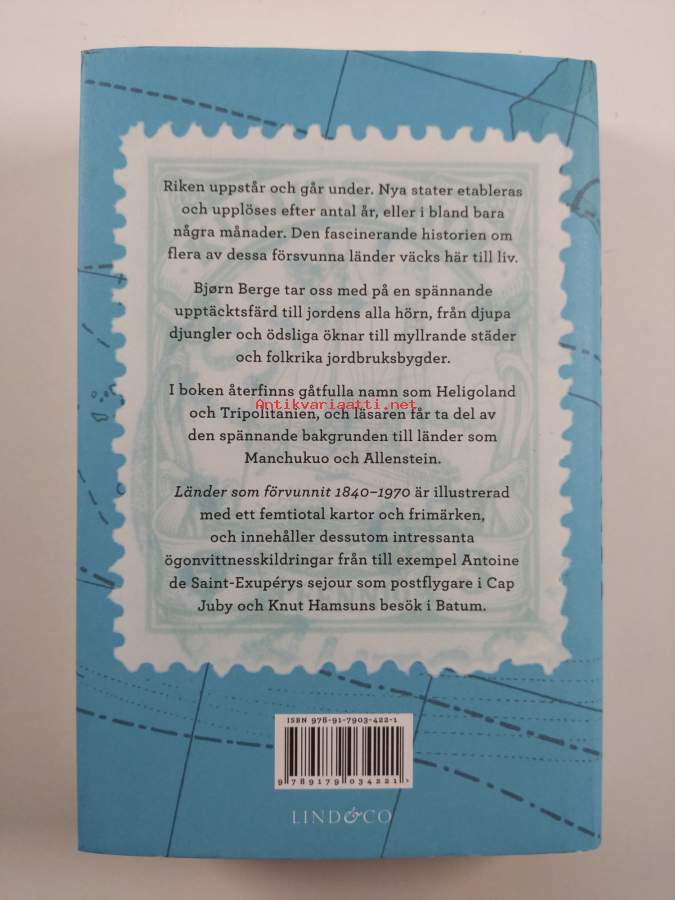 Riken uppstår och går under. Nya stater etableras
och upplöses efter antal år, eller i bland bara
några månader. Den fascinerande historien om
flera av dessa försvunna länder väcks här till liv.
Bjørn Berge tar oss med på en spännande
upptäcktsfärd till jordens alla hörn, från djupa
djungler och ödsliga öknar till myllrande städer
och folkrika jordbruksbygder.
I boken återfinns gåtfulla namn som Heligoland
Antikvariaatti.net
och Tripolitanien, och läsaren får ta del av
den spännande bakgrunden till länder som
Manchukuo och Allenstein.
Länder som förvunnit 1840–1970 är illustrerad
med ett femtiotal kartor och frimärken,
och innehåller dessutom intressanta
ögonvittnesskildringar från till exempel Antoine
de Saint-Exupérys sejour som postflygare i Cap
Juby och Knut Hamsuns besök i Batum.
ISBN 978-91-7903-422-1
9 789179 034221 >
LIND&CO